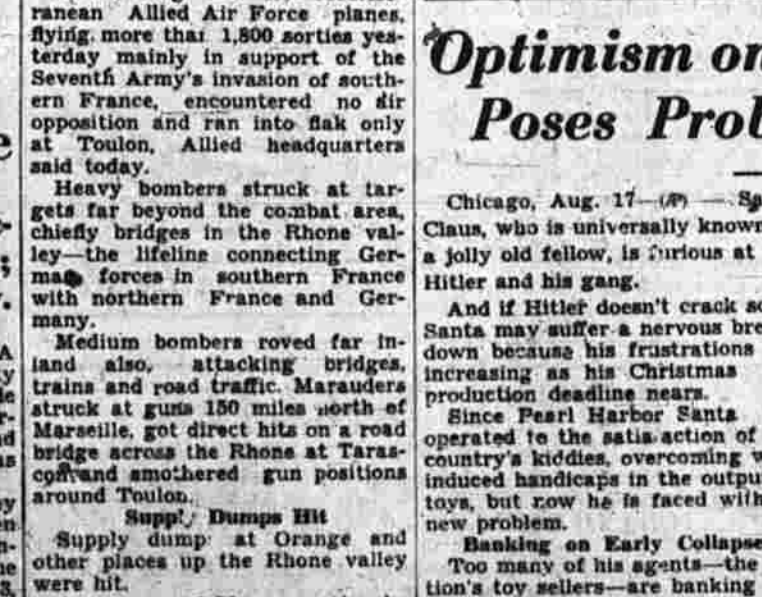 ranean Allied Air Force planes,
flying more than 1,800 sorties yes-
terday mainly in support of the
Seventh Army's invasion of south-
ern France, encountered no air
opposition and ran into flak only
at Toulon, Allied headquarters
said today.
Heavy bombers struck at tar-
gets far beyond the combat area,
chiefly bridges in the Rhone val-
ley—the lifeline connecting Ger-
man forces in southern France
with northern France and Ger-
many.
Medium bombers roved far in-
land also, attacking bridges,
trains and road traffic. Marauders
struck at guns 150 miles north of
Marseille, got direct hits on a road
bridge across the Rhone at Taras-
con and smothered gun positions
around Toulon.
Supply Dumps Hit
Supply dump at Orange and
other places up the Rhone valley
were hit.
Optimism on
Poses Prob
Chicago, Aug. 17—(AP)—Sa
Claus, who is universally known
a jolly old fellow, is furious at
Hitler and his gang.
And if Hitler doesn't crack so
Santa may suffer a nervous bre
down because his frustrations
increasing as his Christmas
production deadline nears.
Since Pearl Harbor Santa
operated to the satisfaction of
country's kiddies, overcoming w
induced handicaps in the outpu
toys, but now he is faced with
new problem.
Banking on Early Collapse
Too many of his agents—the
tion's toy sellers—are banking